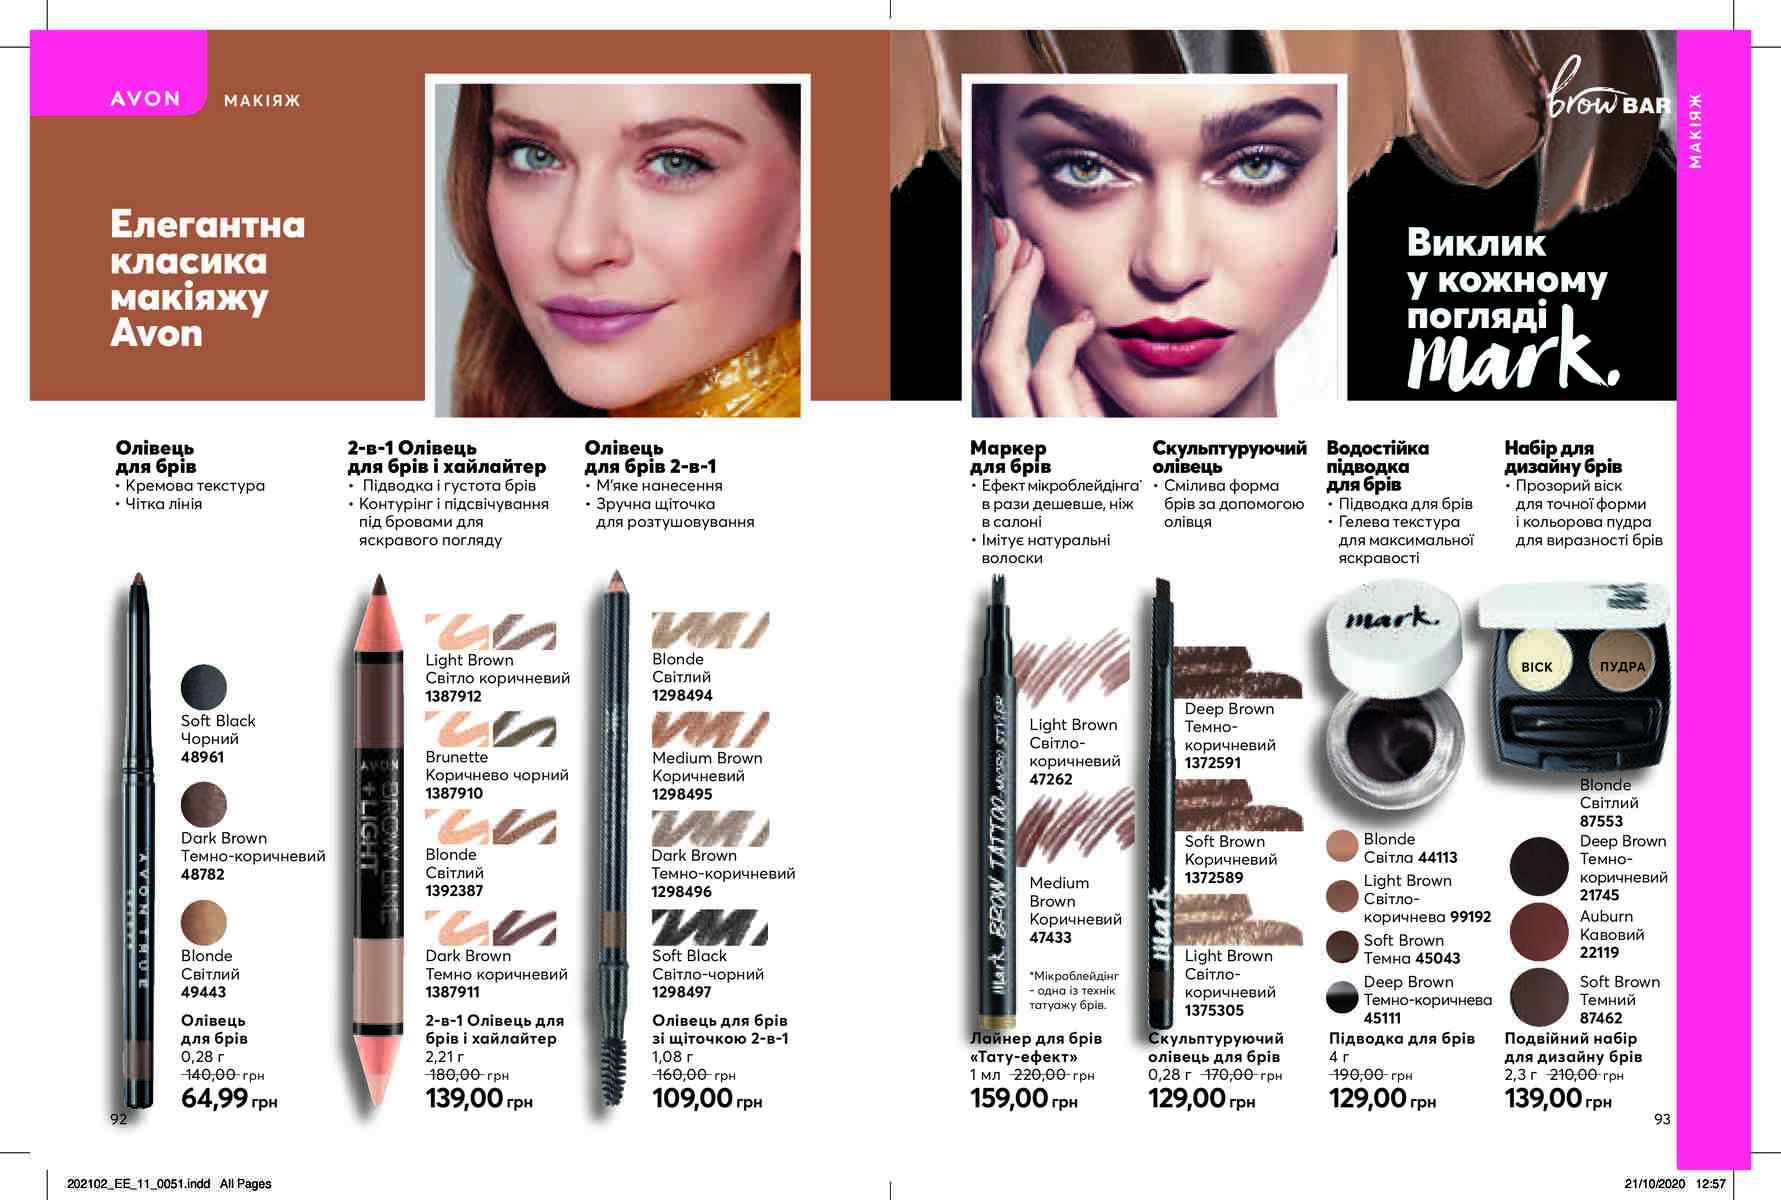 AVON
МАКІЯЖ
Елегантна
класика
макіяжу
Avon
brow BAR
МАКІЯЖ
Виклик
у кожному
погляді
mark.
Олівець
для брів
• Кремова текстура
• Чітка лінія
2-в-1 Олівець
для брів і хайлайтер
• Підводка і густота брів
• Контурінг і підсвічування
під бровами для
яскравого погляду
Олівець
для брів 2-в-1
• М'яке нанесення
• Зручна щіточка
для розтушовування
Маркер
для брів
• Ефект мікроблейдінга*
в рази дешевше, ніж
в салоні
• Імітує натуральні
волоски
Скульптуруючий
олівець
• Смілива форма
брів за допомогою
олівця
Водостійка
підводка
для брів
• Підводка для брів
• Гелева текстура
для максимальної
яскравості
Набір для
дизайну брів
• Прозорий віск
для точної форми
і кольорова пудра
для виразності брів
AVON TRUE
Soft Black
Чорний
48961
Dark Brown
Темно-коричневий
48782
Blonde
Світлий
49443
Олівець
для брів
0,28 г
140,00 грн
64,99 грн
AVON
BROW LINE
+ LIGHT
Light Brown
Світло коричневий
1387912
Brunette
Коричнево чорний
1387910
Blonde
Світлий
1392387
Dark Brown
Темно коричневий
1387911
2-в-1 Олівець для
брів і хайлайтер
2,21 г
180,00 грн
139,00 грн
Blonde
Світлий
1298494
Medium Brown
Коричневий
1298495
Dark Brown
Темно-коричневий
1298496
Soft Black
Світло-чорний
1298497
Олівець для брів
зі щіточкою 2-в-1
1,08 г
160,00 грн
109,00 грн
mark. BROW TATTOO MICRO STYLER
Light Brown
Світло-
коричневий
47262
Medium
Brown
Коричневий
47433
*Мікроблейдінг
- одна із технік
татуажу брів.
Лайнер для брів
«Тату-ефект»
1 мл 220,00 грн
159,00 грн
mark.
Deep Brown
Темно-
коричневий
1372591
Soft Brown
Коричневий
1372589
Light Brown
Світло-
коричневий
1375305
Скульптуруючий
олівець для брів
0,28 г 170,00 грн
129,00 грн
mark.
Blonde
Світла 44113
Light Brown
Світло-
коричнева 99192
Soft Brown
Темна 45043
Deep Brown
Темно-коричнева
45111
Підводка для брів
4 г
190,00 грн
129,00 грн
ВІСК
ПУДРА
Blonde
Світлий
87553
Deep Brown
Темно-
коричневий
21745
Auburn
Кавовий
22119
Soft Brown
Темний
87462
Подвійний набір
для дизайну брів
2,3 г 210,00 грн
139,00 грн
92
93
202102_EE_11_0051.indd All Pages
21/10/2020 12:57